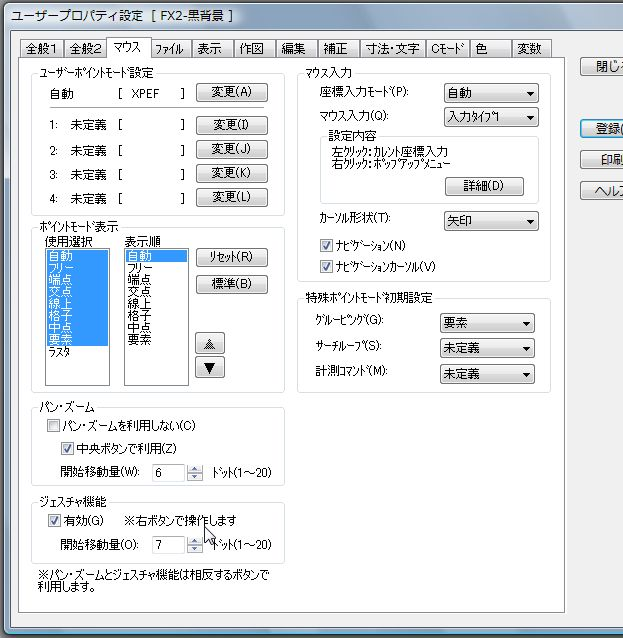 ユーザープロパティ設定 [ FX2-黒背景 ]
全般1 全般2 マウス ファイル 表示 作図 編集 補正 寸法・文字 Cモード 色 変数
ユーザーポイントモード設定
自動 [ XPEF ] 変更(A)
1: 未定義 [ ] 変更(I)
2: 未定義 [ ] 変更(J)
3: 未定義 [ ] 変更(K)
4: 未定義 [ ] 変更(L)
ポイントモード表示
使用選択 表示順
自動 自動 リセット(R)
フリー フリー
端点 端点 標準(B)
交点 交点
線上 線上
格子 格子
中点 中点
要素 要素
ラスタ
▲
▼
パン・ズーム
パン・ズームを利用しない(C)
中央ボタンで利用(Z)
開始移動量(W): 6 ドット(1～20)
ジェスチャ機能
有効(G) ※右ボタンで操作します
開始移動量(O): 7 ドット(1～20)
※パン・ズームとジェスチャ機能は相反するボタンで
利用します。
マウス入力
座標入力モード(P): 自動
マウス入力(Q): 入力タイプ1
設定内容
左クリック:カレント座標入力
右クリック:ポップアップメニュー
詳細(D)
カーソル形状(T): 矢印
ナビゲーション(N)
ナビゲーションカーソル(V)
特殊ポイントモード初期設定
グルーピング(G): 要素
サーチループ(S): 未定義
計測コマンド(M): 未定義
閉じ
登録(
印刷
ヘルプ